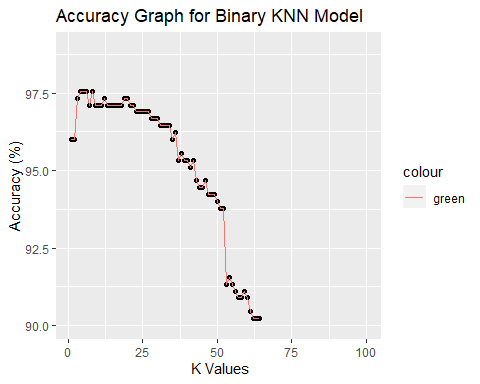 Accuracy Graph for Binary KNN Model
97.5
95.0
92.5
90.0
Accuracy (%)
0 25 50 75 100
K Values
colour
green